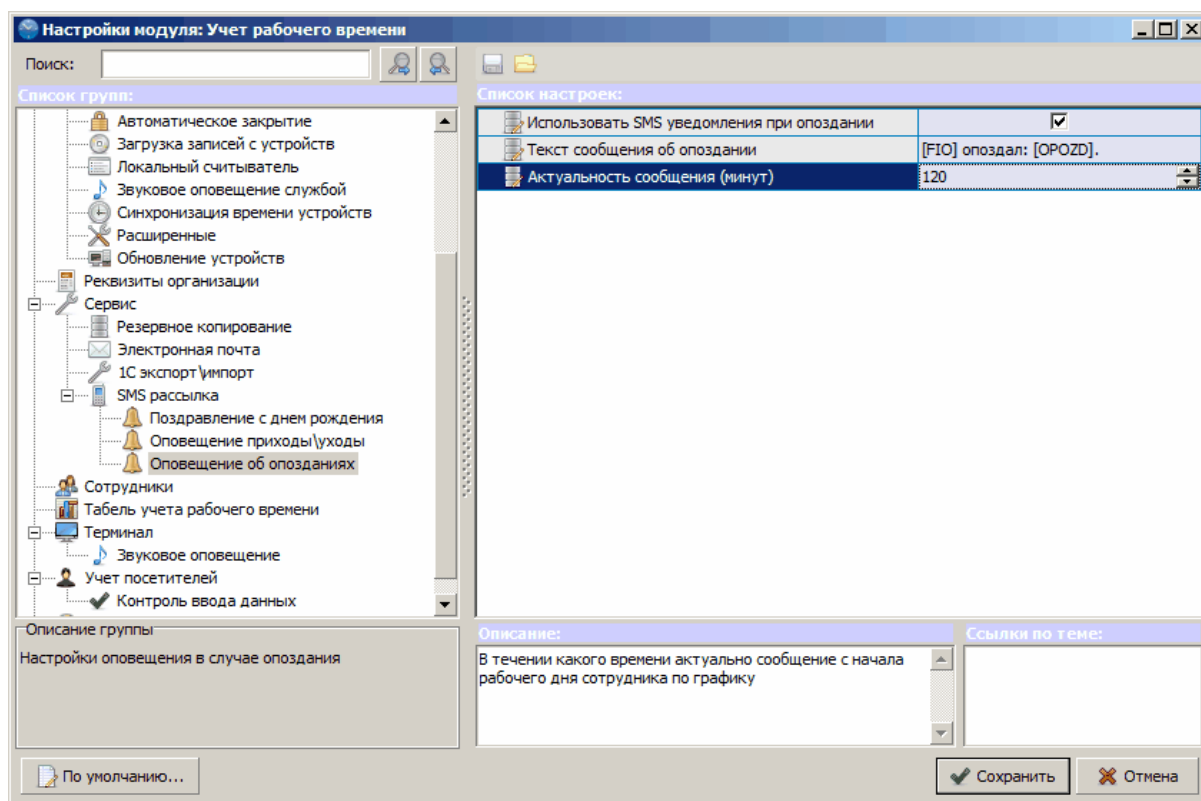 Настройки модуля: Учет рабочего времени
Поиск:
Список групп:
Автоматическое закрытие
Загрузка записей с устройств
Локальный считыватель
Звуковое оповещение службой
Синхронизация времени устройств
Расширенные
Обновление устройств
Реквизиты организации
Сервис
Резервное копирование
Электронная почта
1С экспорт\импорт
SMS рассылка
Поздравление с днем рождения
Оповещение приходы\уходы
Оповещение об опозданиях
Сотрудники
Табель учета рабочего времени
Терминал
Звуковое оповещение
Учет посетителей
Контроль ввода данных
Список настроек:
Использовать SMS уведомления при опоздании
Текст сообщения об опоздании [FIO] опоздал: [OPOZD].
Актуальность сообщения (минут) 120
Описание группы
Настройки оповещения в случае опоздания
Описание:
В течении какого времени актуально сообщение с начала
рабочего дня сотрудника по графику
Ссылки по теме:
По умолчанию...
Сохранить
Отмена